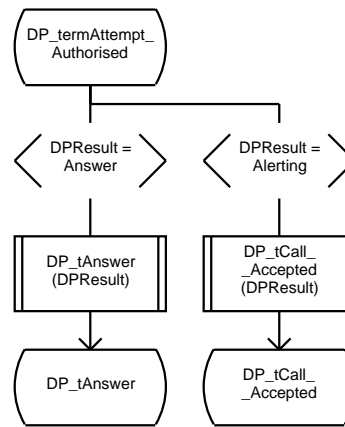 DP_termAttempt_
Authorised
DPResult =
Answer
DPResult =
Alerting
DP_tAnswer
(DPResult)
DP_tCall_
_Accepted
(DPResult)
DP_tAnswer
DP_tCall_
_Accepted